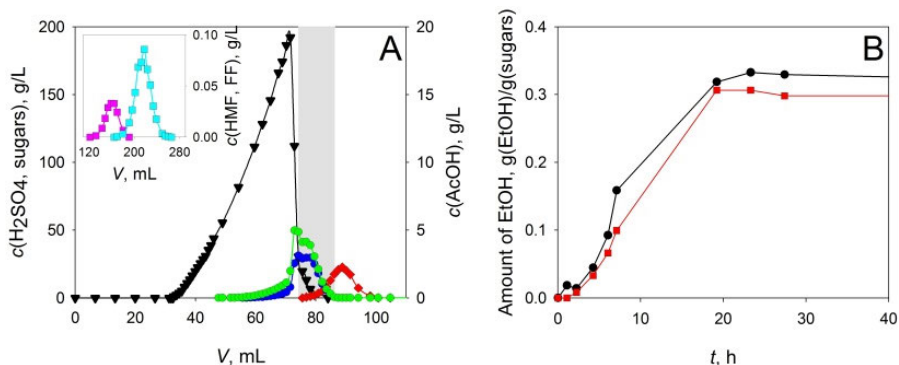 A
c(H2SO4, sugars), g/L
200
150
100
50
0
0 20 40 60 80 100
V, mL
c(AcOH), g/L
20
15
10
5
0
c(HMF, FF), g/L
0.10
0.05
0.00
120 200 280
V, mL
B
Amount of EtOH, g(EtOH)/g(sugars)
0.4
0.3
0.2
0.1
0.0
0 10 20 30 40
t, h